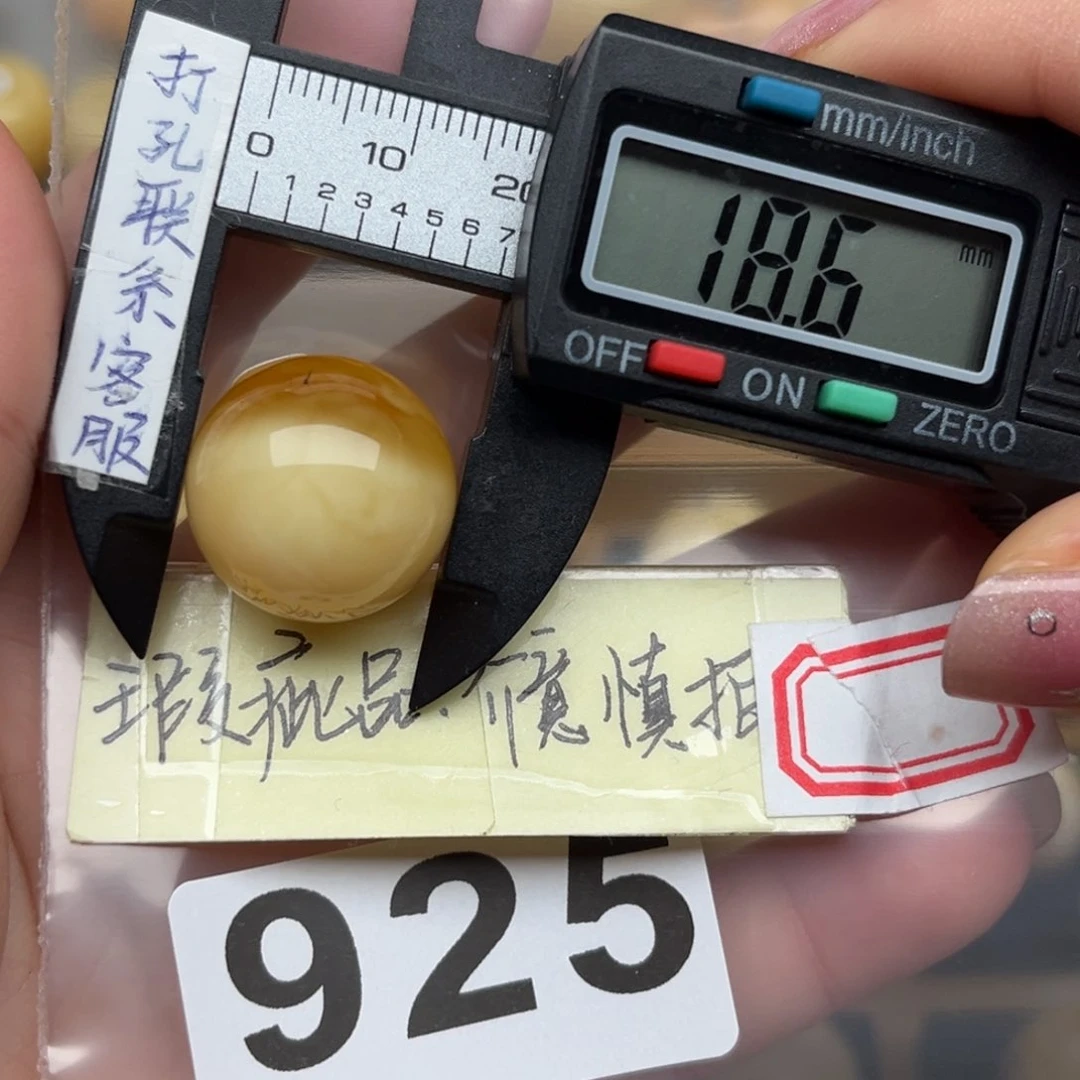 打孔联系客服
mm/inch
0 10 20
1 2 3 4 5 6 7
18.6 mm
OFF ON ZERO
瑕疵品.慎拍
925